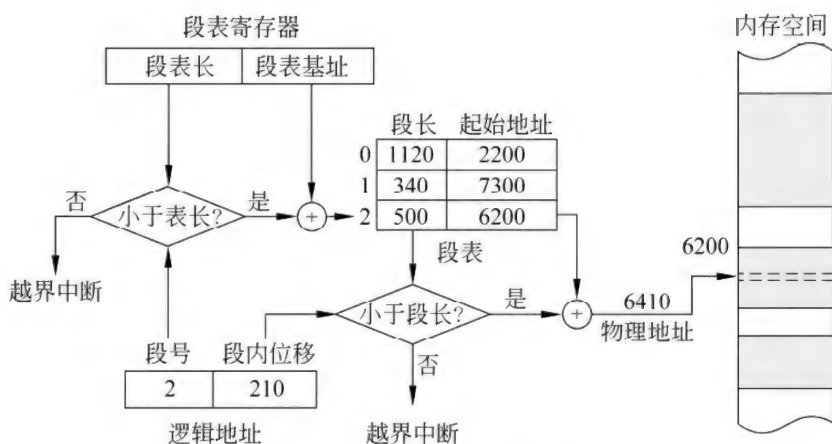 段表寄存器
内存空间
段表长 段表基址
段长 起始地址
0 1120 2200
1 340 7300
2 500 6200
否 小于表长? 是 +
段表
6200
越界中断
小于段长? 是 + 6410
物理地址
段号 段内位移
否
2 210
逻辑地址
越界中断